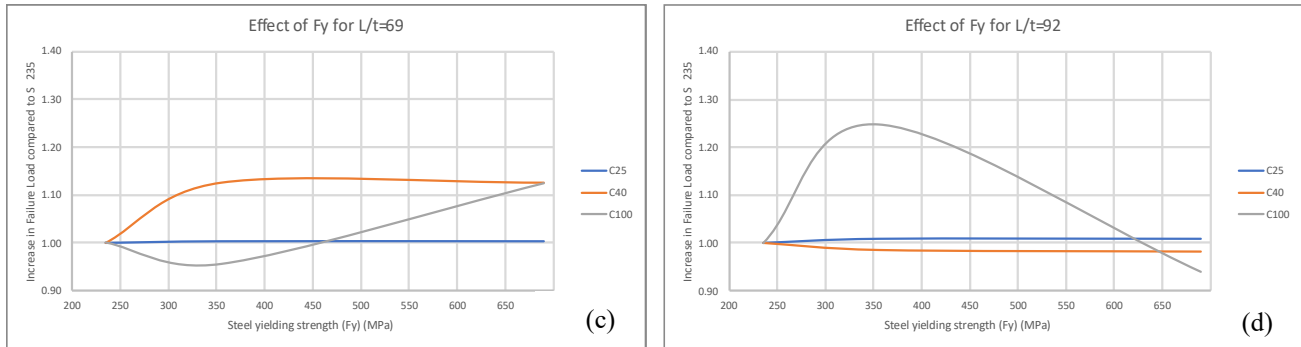 Effect of Fy for L/t=69
Increase in Failure Load compared to S 235
1.40
1.30
1.20
1.10
1.00
0.90
200 250 300 350 400 450 500 550 600 650
Steel yielding strength (Fy) (MPa)
C25
C40
C100
(c)
Effect of Fy for L/t=92
Increase in Failure Load compared to S 235
1.40
1.30
1.20
1.10
1.00
0.90
200 250 300 350 400 450 500 550 600 650
Steel yielding strength (Fy) (MPa)
C25
C40
C100
(d)